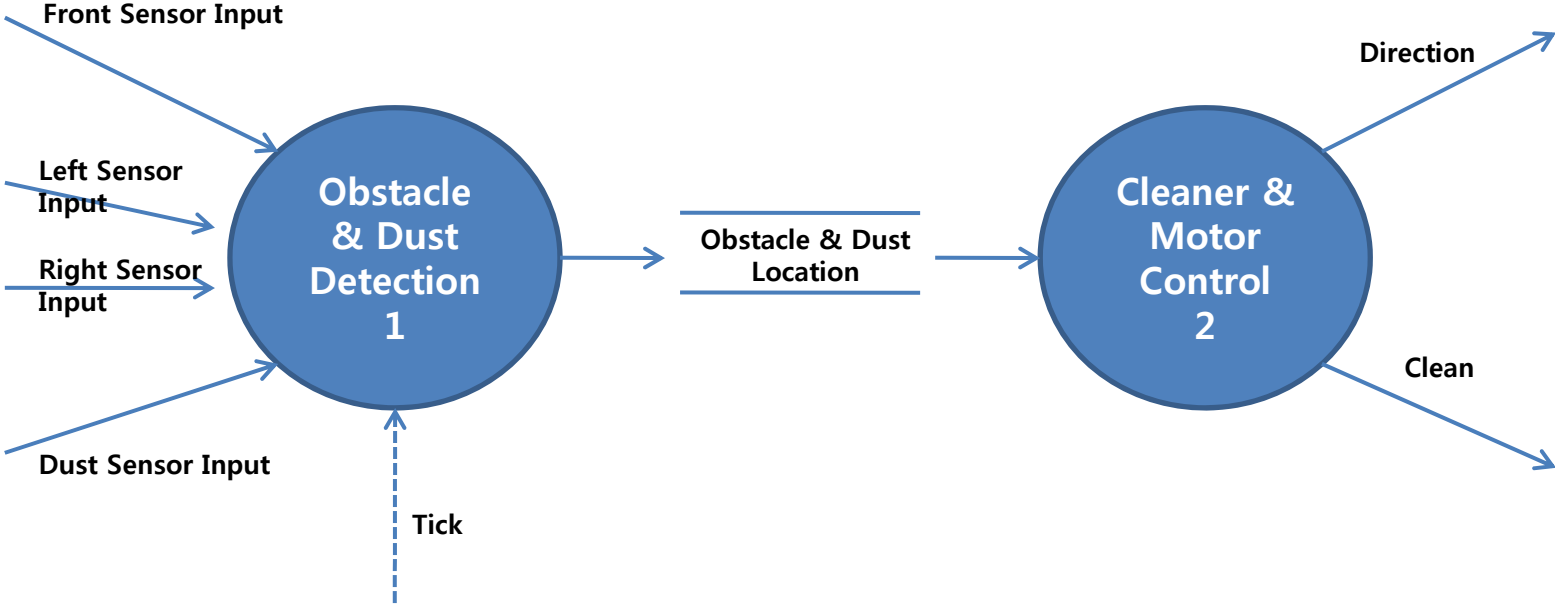 Front Sensor Input
Left Sensor
Input
Right Sensor
Input
Dust Sensor Input
Obstacle
& Dust
Detection
1
Tick
Obstacle & Dust
Location
Cleaner &
Motor
Control
2
Direction
Clean